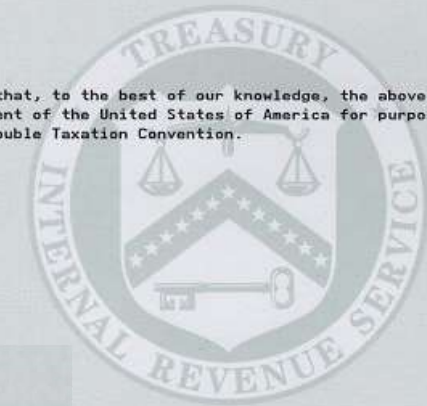 TREASURY
that, to the best of our knowledge, the above
ent of the United States of America for purpo
ouble Taxation Convention.
INTERNAL REVENUE SERVICE